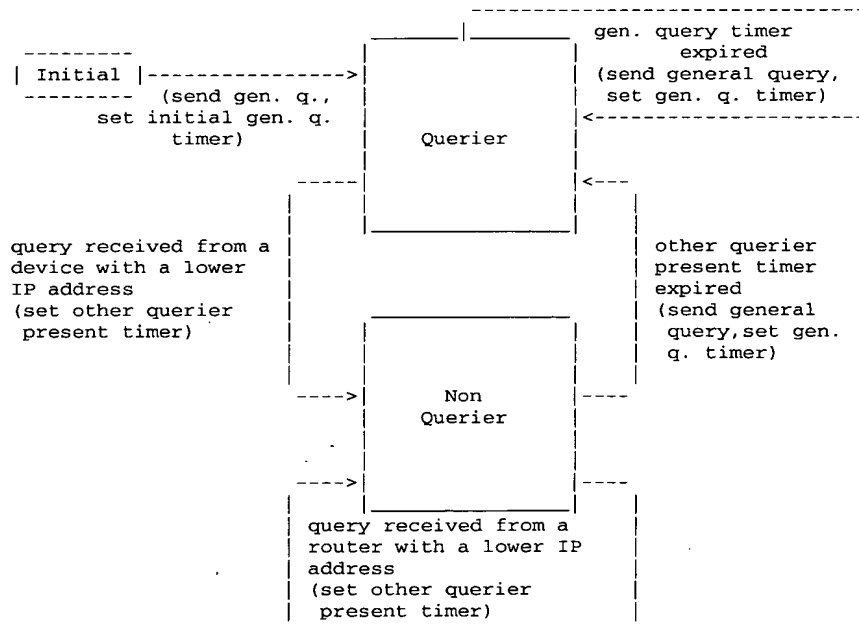 gen. query timer
expired
(send general query,
set gen. q. timer)
Initial
(send gen. q.,
set initial gen. q.
timer)
Querier
query received from a
device with a lower
IP address
(set other querier
present timer)
other querier
present timer
expired
(send general
query,set gen.
q. timer)
Non
Querier
query received from a
router with a lower IP
address
(set other querier
present timer)